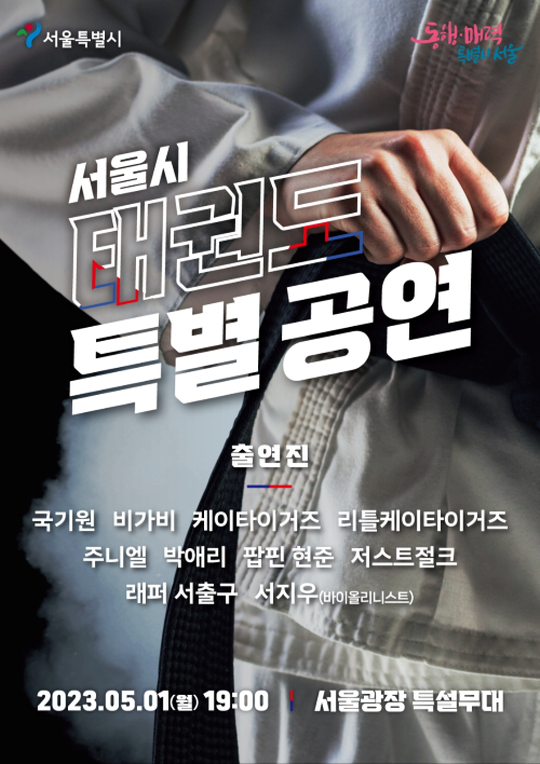 서울특별시
동행·매력
특별시 서울
서울시
태권도
특별 공연
출연진
국기원 비가비 케이타이거즈 리틀케이타이거즈
주니엘 박애리 팝핀 현준 저스트절크
래퍼 서출구 서지우(바이올리니스트)
2023.05.01(월) 19:00 | 서울광장 특설무대